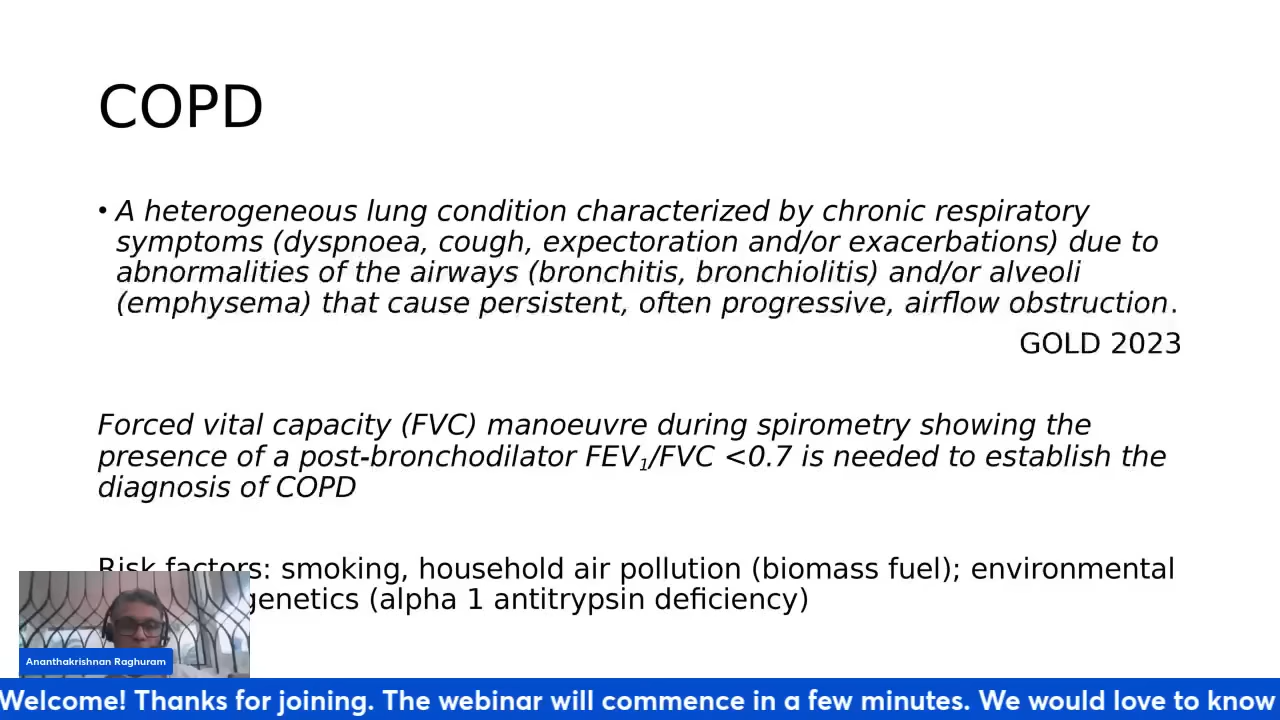 COPD
• A heterogeneous lung condition characterized by chronic respiratory
symptoms (dyspnoea, cough, expectoration and/or exacerbations) due to
abnormalities of the airways (bronchitis, bronchiolitis) and/or alveoli
(emphysema) that cause persistent, often progressive, airflow obstruction.
GOLD 2023
Forced vital capacity (FVC) manoeuvre during spirometry showing the
presence of a post-bronchodilator FEV₁/FVC <0.7 is needed to establish the
diagnosis of COPD
Risk factors: smoking, household air pollution (biomass fuel); environmental
genetics (alpha 1 antitrypsin deficiency)
Ananthakrishnan Raghuram
Welcome! Thanks for joining. The webinar will commence in a few minutes. We would love to know